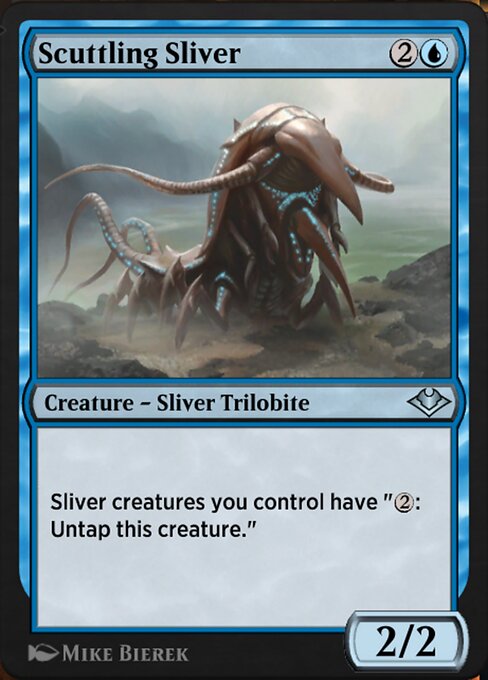 Scuttling Sliver 2
Creature – Sliver Trilobite
Sliver creatures you control have "2:
Untap this creature."
2/2
Mike Bierek